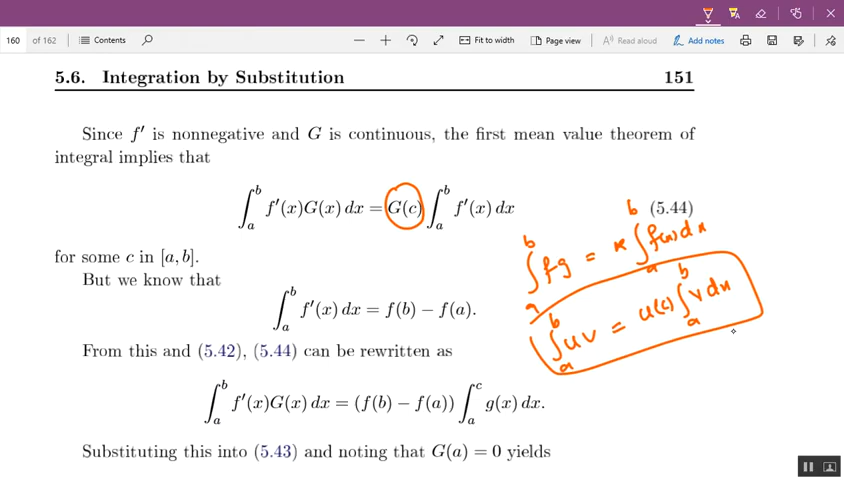 160 of 162 Contents Fit to width Page view Read aloud Add notes
5.6. Integration by Substitution 151
Since f′ is nonnegative and G is continuous, the first mean value theorem of
integral implies that
∫_a^b f′(x)G(x) dx = G(c) ∫_a^b f′(x) dx (5.44)
for some c in [a, b].
But we know that
∫_a^b f′(x) dx = f(b) − f(a).
From this and (5.42), (5.44) can be rewritten as
∫_a^b f′(x)G(x) dx = (f(b) − f(a)) ∫_a^c g(x) dx.
Substituting this into (5.43) and noting that G(a) = 0 yields
∫_a^b fg = ∫_a^b f(x)dx
∫_a^b uv = u(c) ∫_a^b v dx